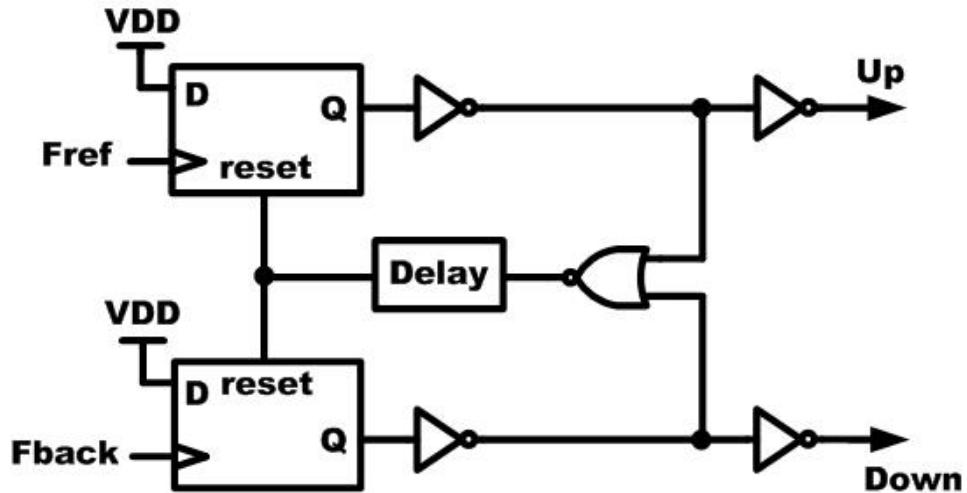 VDD
D
Q
Up
Fref
reset
Delay
VDD
D
reset
Q
Fback
Down